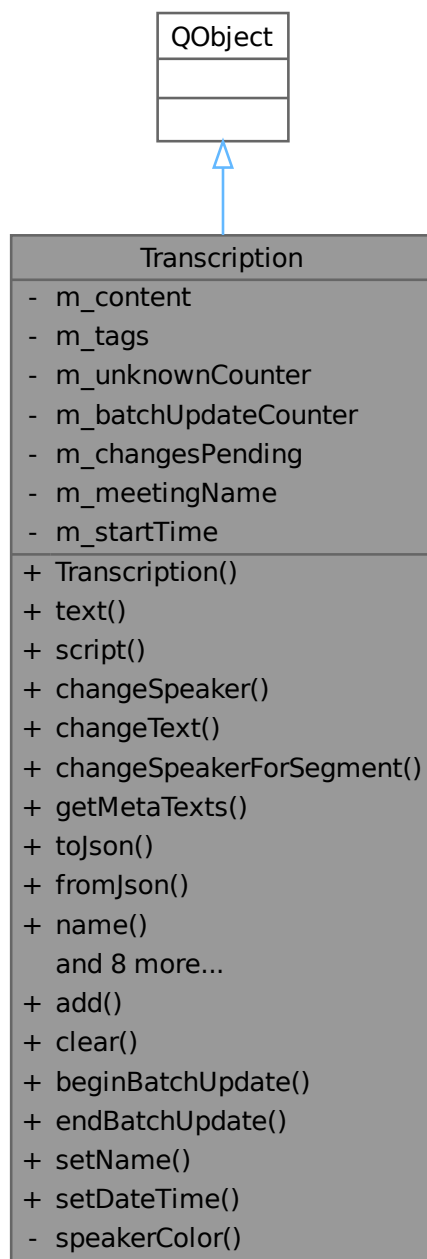 QObject
Transcription
- m_content
- m_tags
- m_unknownCounter
- m_batchUpdateCounter
- m_changesPending
- m_meetingName
- m_startTime
+ Transcription()
+ text()
+ script()
+ changeSpeaker()
+ changeText()
+ changeSpeakerForSegment()
+ getMetaTexts()
+ toJson()
+ fromJson()
+ name()
and 8 more...
+ add()
+ clear()
+ beginBatchUpdate()
+ endBatchUpdate()
+ setName()
+ setDateTime()
- speakerColor()